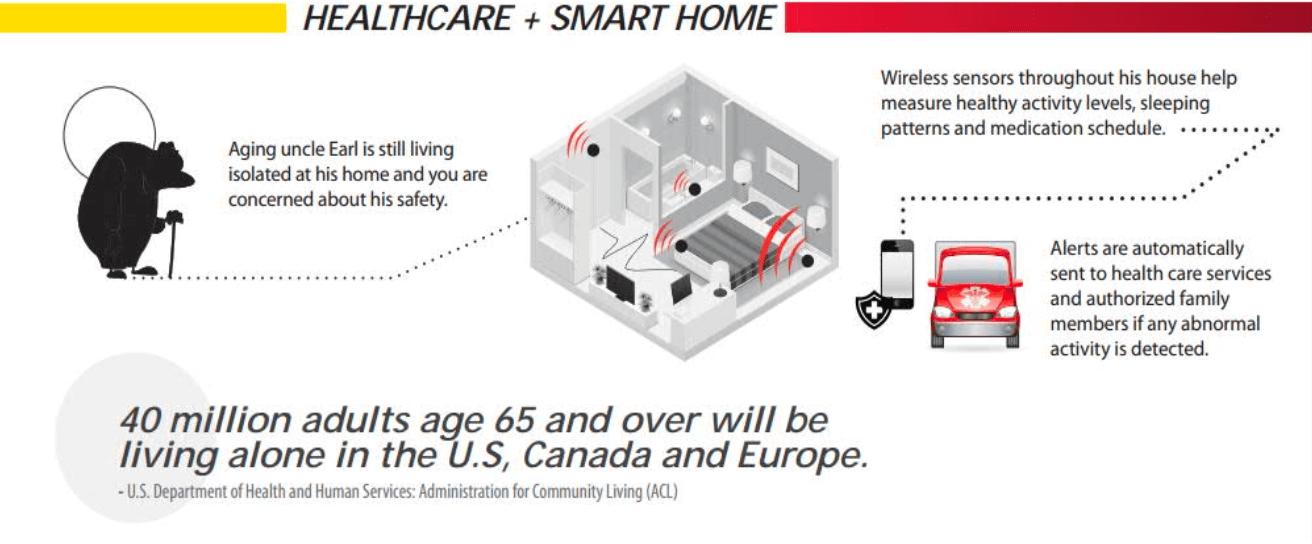 HEALTHCARE + SMART HOME
Aging uncle Earl is still living
isolated at his home and you are
concerned about his safety.
Wireless sensors throughout his house help
measure healthy activity levels, sleeping
patterns and medication schedule.
Alerts are automatically
sent to health care services
and authorized family
members if any abnormal
activity is detected.
40 million adults age 65 and over will be
living alone in the U.S, Canada and Europe.
- U.S. Department of Health and Human Services: Administration for Community Living (ACL)